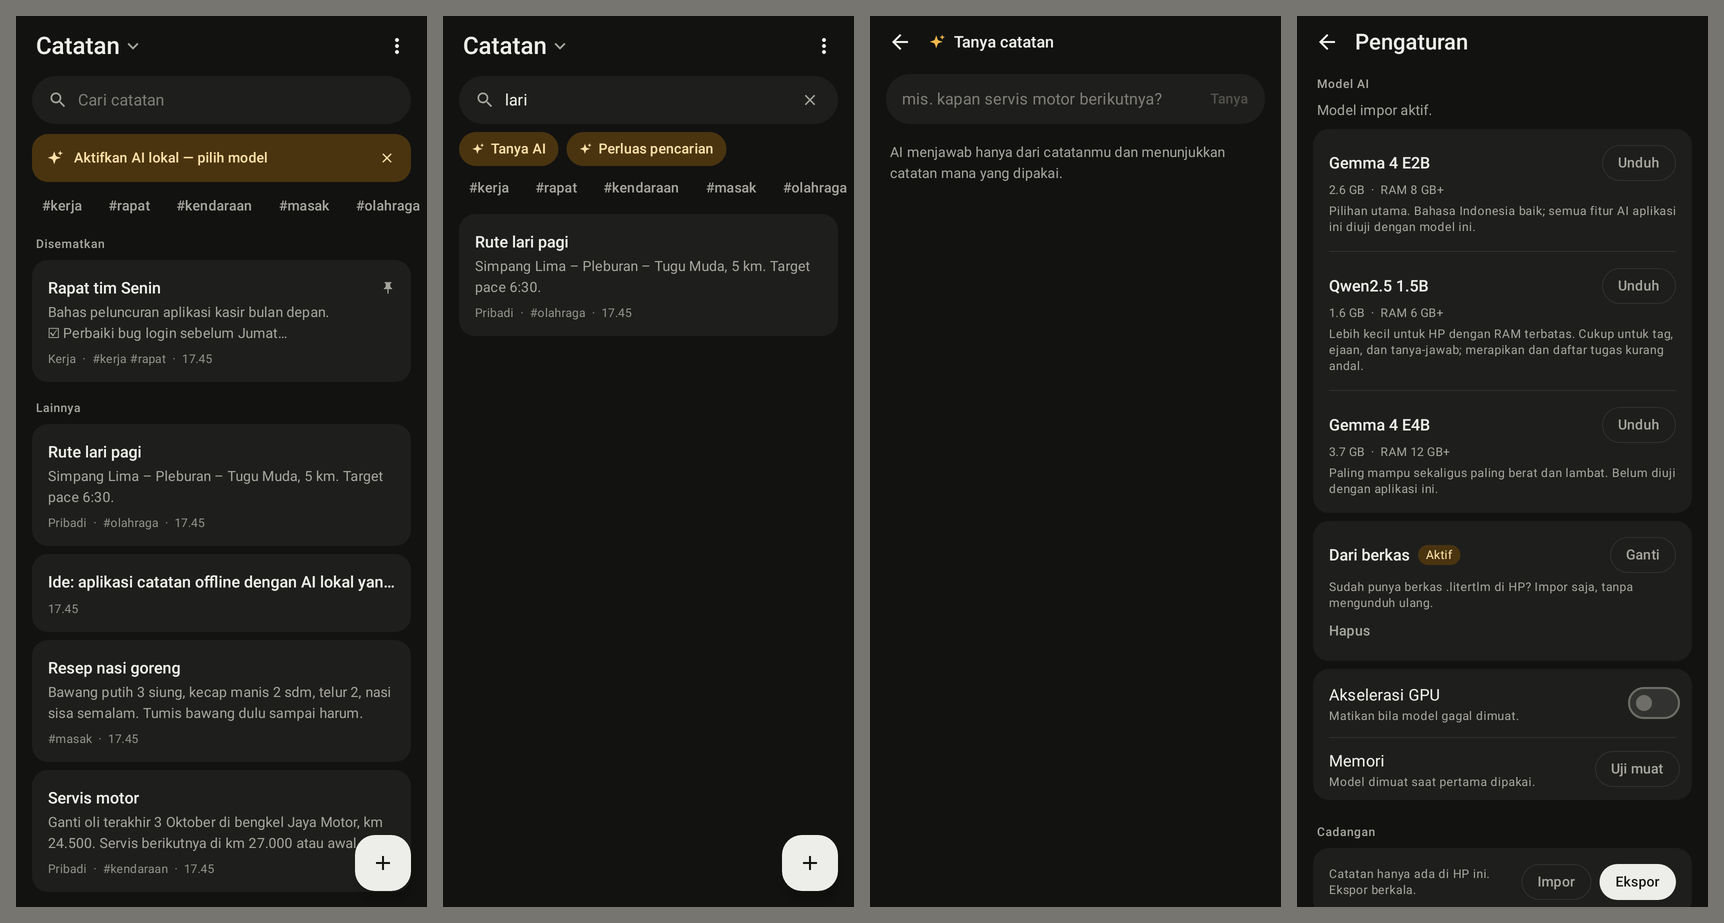 Catatan
Cari catatan
Aktifkan AI lokal — pilih model
#kerja #rapat #kendaraan #masak #olahraga
Disematkan
Rapat tim Senin
Bahas peluncuran aplikasi kasir bulan depan.
☑ Perbaiki bug login sebelum Jumat…
Kerja · #kerja #rapat · 17.45
Lainnya
Rute lari pagi
Simpang Lima – Pleburan – Tugu Muda, 5 km. Target
pace 6:30.
Pribadi · #olahraga · 17.45
Ide: aplikasi catatan offline dengan AI lokal yan…
17.45
Resep nasi goreng
Bawang putih 3 siung, kecap manis 2 sdm, telur 2, nasi
sisa semalam. Tumis bawang dulu sampai harum.
#masak · 17.45
Servis motor
Ganti oli terakhir 3 Oktober di bengkel Jaya Motor, km
24.500. Servis berikutnya di km 27.000 atau awal
Pribadi · #kendaraan · 17.45
Catatan
lari
Tanya AI
Perluas pencarian
#kerja #rapat #kendaraan #masak #olahraga
Rute lari pagi
Simpang Lima – Pleburan – Tugu Muda, 5 km. Target
pace 6:30.
Pribadi · #olahraga · 17.45
Tanya catatan
mis. kapan servis motor berikutnya? Tanya
AI menjawab hanya dari catatanmu dan menunjukkan
catatan mana yang dipakai.
Pengaturan
Model AI
Model impor aktif.
Gemma 4 E2B
Unduh
2.6 GB · RAM 8 GB+
Pilihan utama. Bahasa Indonesia baik; semua fitur AI aplikasi
ini diuji dengan model ini.
Qwen2.5 1.5B
Unduh
1.6 GB · RAM 6 GB+
Lebih kecil untuk HP dengan RAM terbatas. Cukup untuk tag,
ejaan, dan tanya-jawab; merapikan dan daftar tugas kurang
andal.
Gemma 4 E4B
Unduh
3.7 GB · RAM 12 GB+
Paling mampu sekaligus paling berat dan lambat. Belum diuji
dengan aplikasi ini.
Dari berkas Aktif
Ganti
Sudah punya berkas .litertlm di HP? Impor saja, tanpa
mengunduh ulang.
Hapus
Akselerasi GPU
Matikan bila model gagal dimuat.
Memori
Model dimuat saat pertama dipakai.
Uji muat
Cadangan
Catatan hanya ada di HP ini.
Ekspor berkala.
Impor
Ekspor